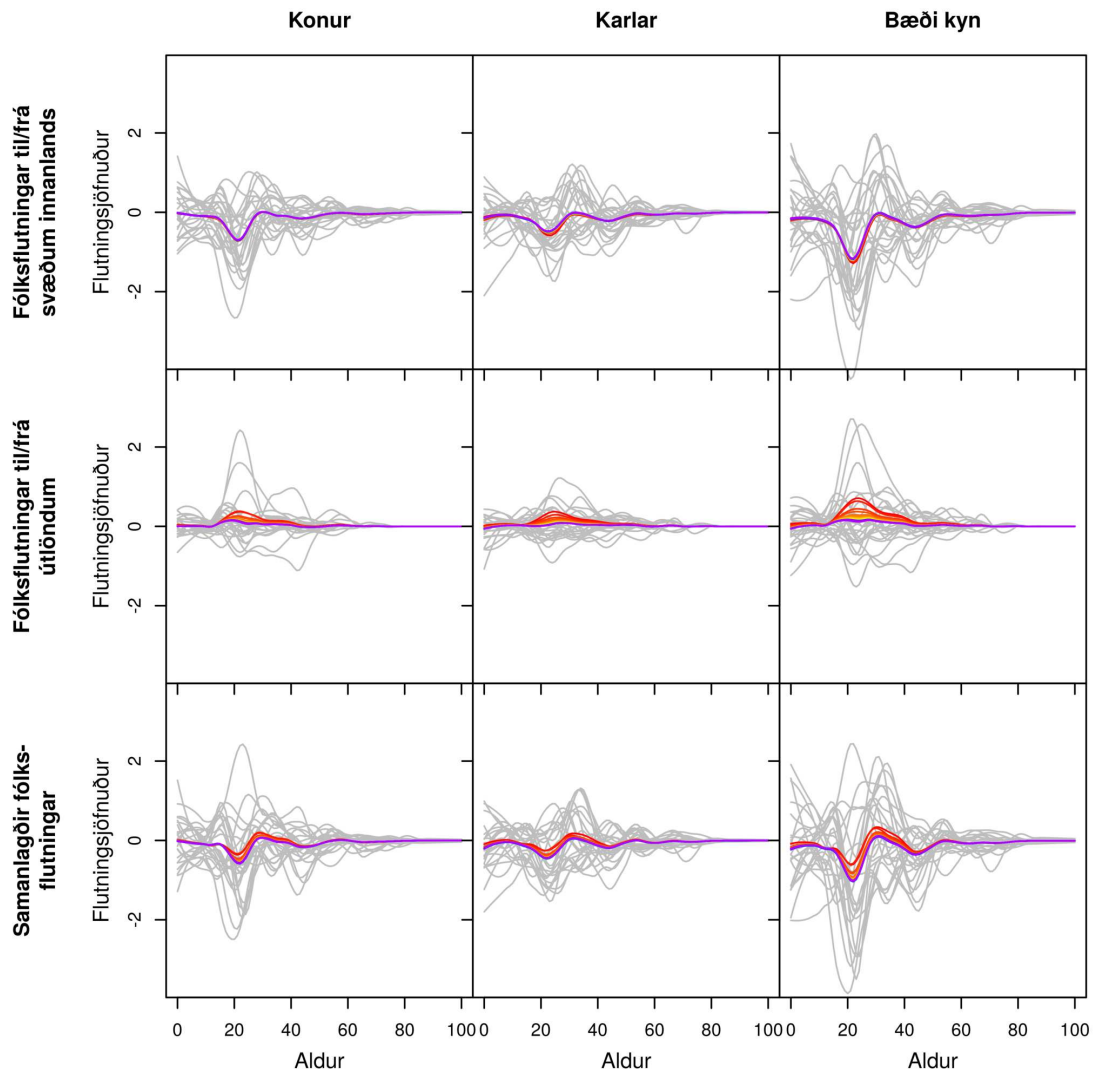 Konur
Karlar
Bæði kyn
Fólksflutningar til/frá
svæðum innanlands
Flutningsjöfnuður
2
0
-2
Fólksflutningar til/frá
útlöndum
Flutningsjöfnuður
2
0
-2
Samanlagðir fólks-
flutningar
Flutningsjöfnuður
2
0
-2
0 20 40 60 80 100
0 20 40 60 80 100
0 20 40 60 80 100
Aldur
Aldur
Aldur